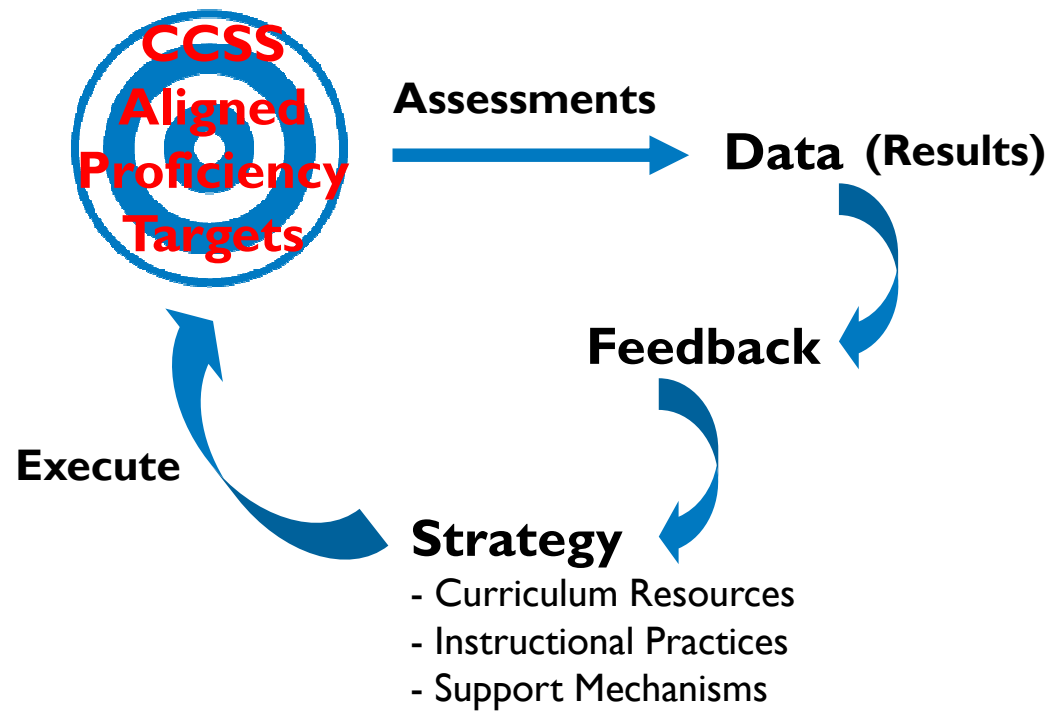 CCSS
Aligned
Proficiency
Targets
Assessments
Data (Results)
Feedback
Execute
Strategy
- Curriculum Resources
- Instructional Practices
- Support Mechanisms